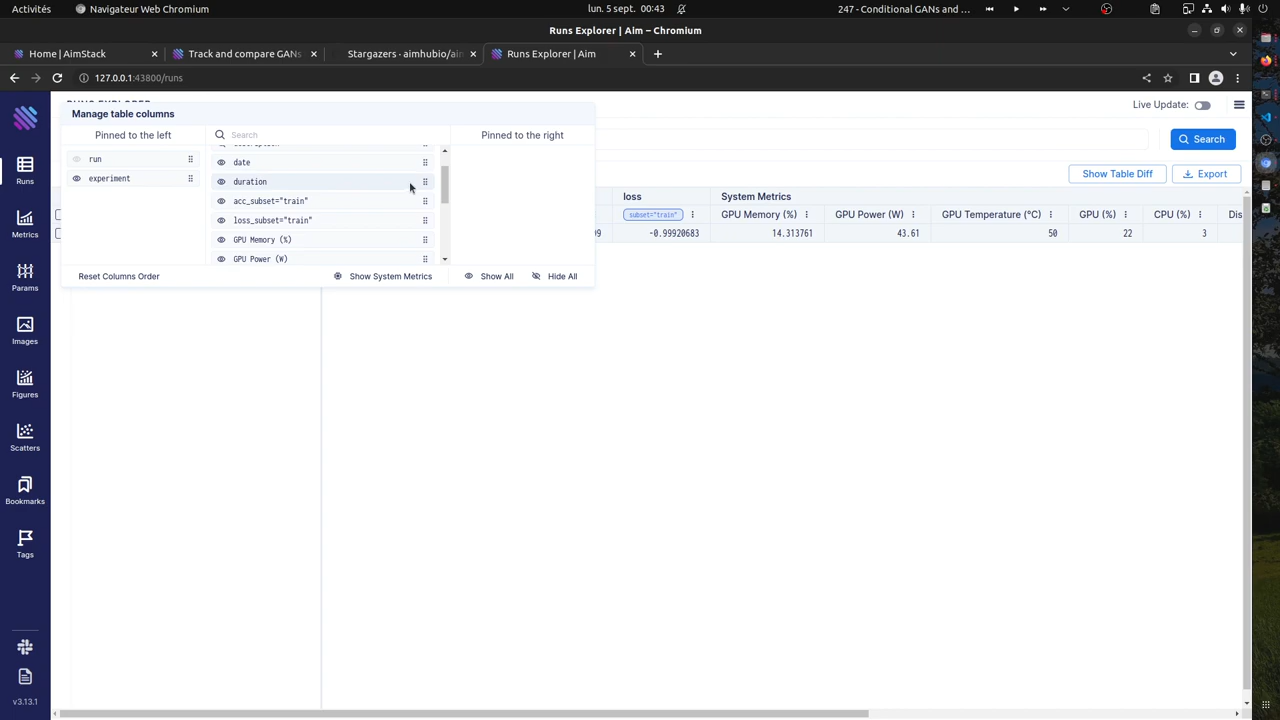 Activités
Navigateur Web Chromium
lun. 5 sept. 00:43
247 - Conditional GANs and ...
Runs Explorer | Aim – Chromium
Home | AimStack
Track and compare GANs
Stargazers · aimhubio/aim
Runs Explorer | Aim
127.0.0.1:43800/runs
Live Update:
Manage table columns
Pinned to the left
Search
Pinned to the right
Search
run
experiment
date
duration
acc_subset="train"
loss_subset="train"
GPU Memory (%)
GPU Power (W)
Reset Columns Order
Show System Metrics
Show All
Hide All
Show Table Diff
Export
loss
System Metrics
subset="train"
GPU Memory (%)
GPU Power (W)
GPU Temperature (°C)
GPU (%)
CPU (%)
Dis
-0.99920683
14.313761
43.61
50
22
3
Runs
Metrics
Params
Images
Figures
Scatters
Bookmarks
Tags
v3.13.1